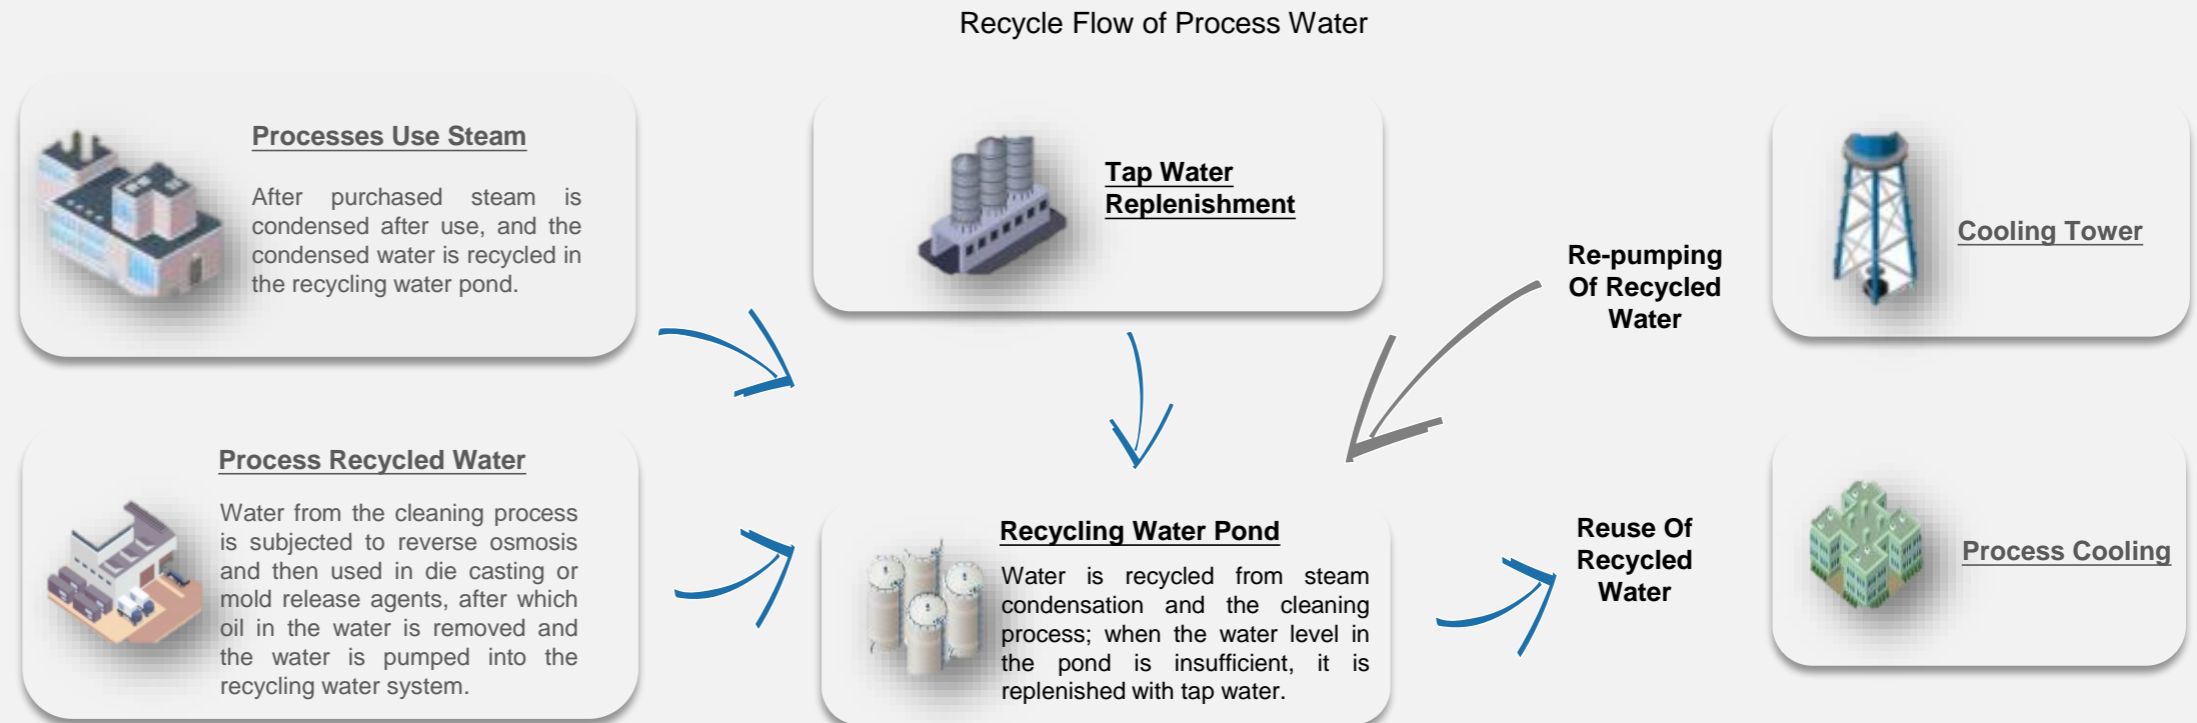 Recycle Flow of Process Water
Processes Use Steam
After purchased steam is
condensed after use, and the
condensed water is recycled in
the recycling water pond.
Tap Water
Replenishment
Re-pumping
Of Recycled
Water
Cooling Tower
Process Recycled Water
Water from the cleaning process
is subjected to reverse osmosis
and then used in die casting or
mold release agents, after which
oil in the water is removed and
the water is pumped into the
recycling water system.
Recycling Water Pond
Water is recycled from steam
condensation and the cleaning
process; when the water level in
the pond is insufficient, it is
replenished with tap water.
Reuse Of
Recycled
Water
Process Cooling